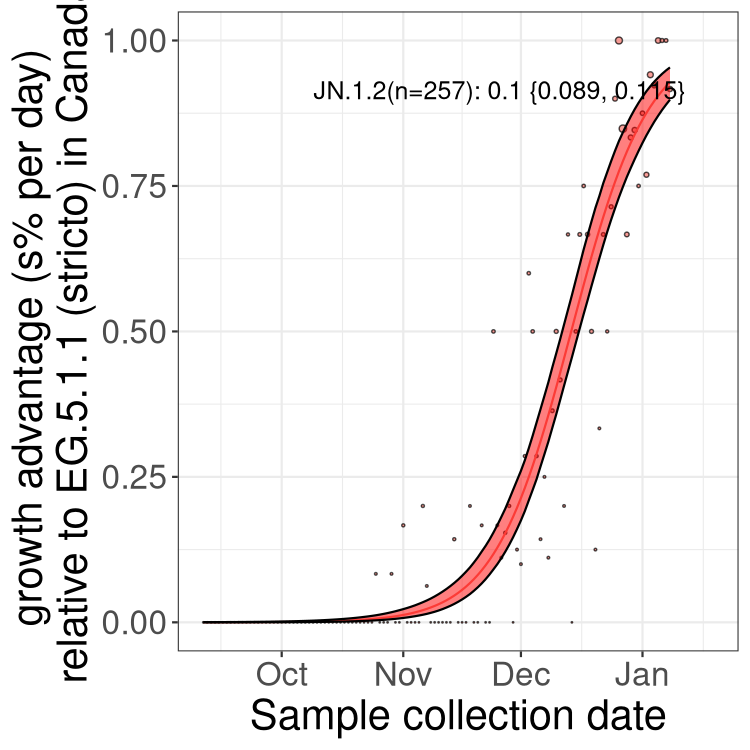 growth advantage (s% per day)
relative to EG.5.1.1 (stricto) in Canada
1.00
0.75
0.50
0.25
0.00
JN.1.2(n=257): 0.1 {0.089, 0.115}
Oct Nov Dec Jan
Sample collection date